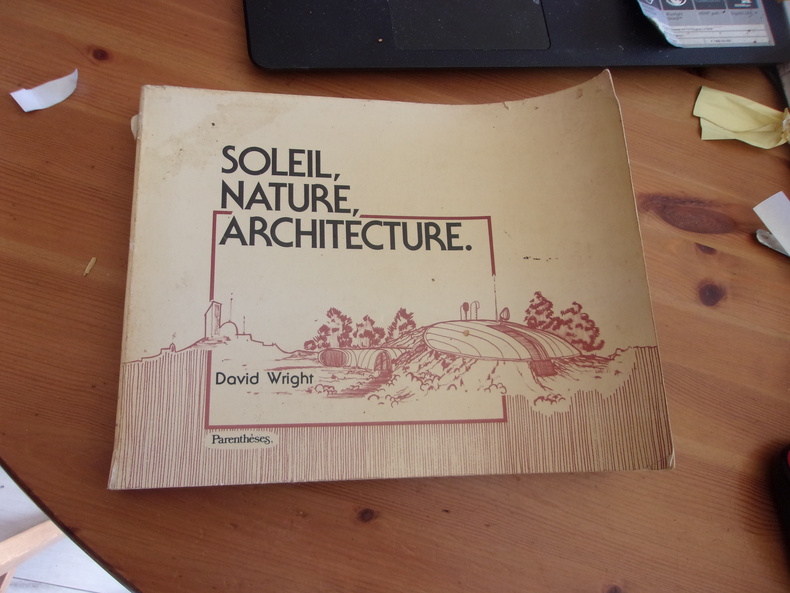 SOLEIL,
NATURE,
ARCHITECTURE.
David Wright
Parenthèses.